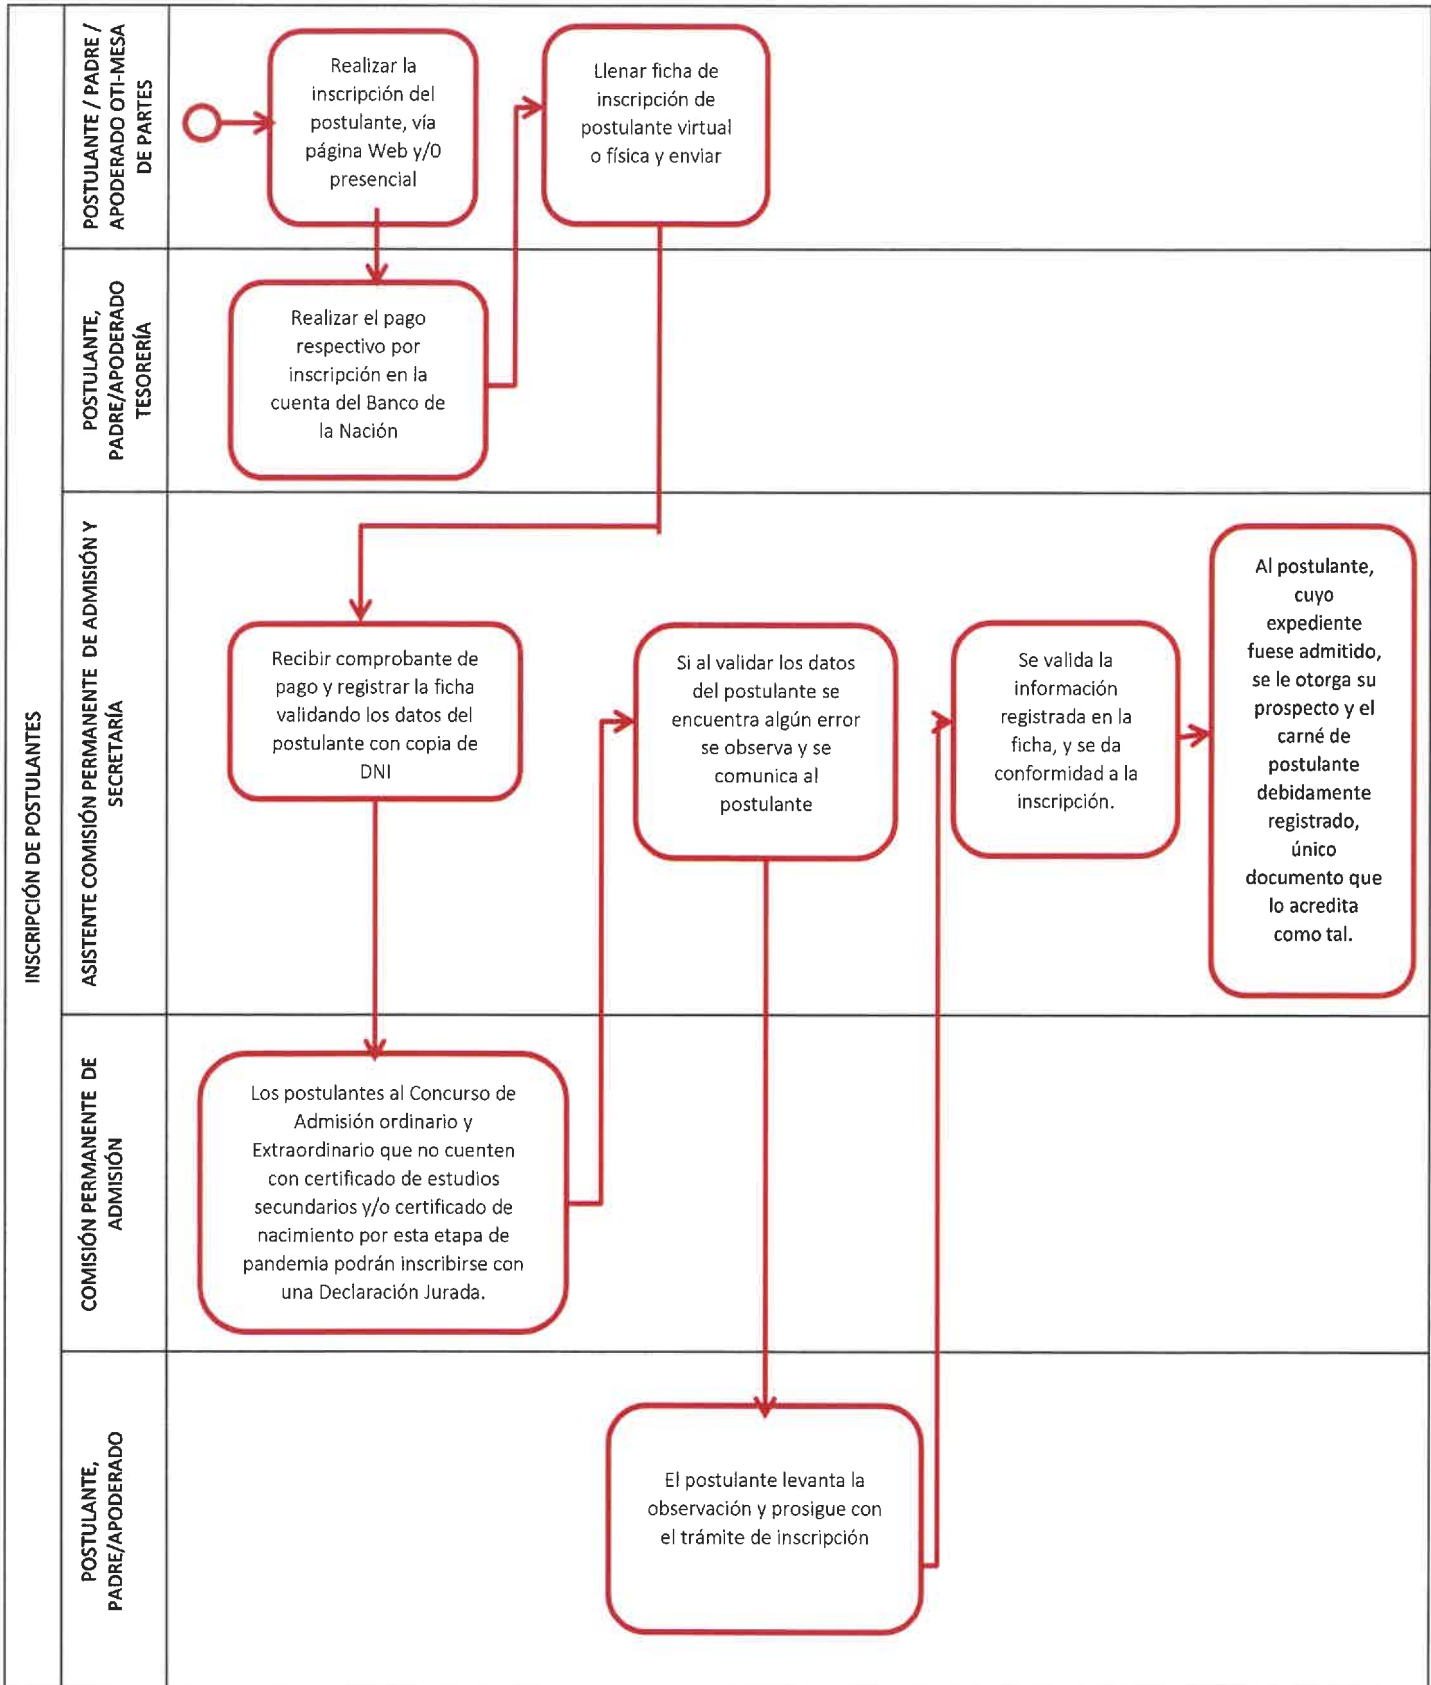 INSCRIPCIÓN DE POSTULANTES
POSTULANTE / PADRE /
APODERADO OTI-MESA
DE PARTES
Realizar la
inscripción del
postulante, vía
página Web y/0
presencial
Llenar ficha de
inscripción de
postulante virtual
o física y enviar
POSTULANTE,
PADRE/APODERADO
TESORERÍA
Realizar el pago
respectivo por
inscripción en la
cuenta del Banco de
la Nación
ASISTENTE COMISIÓN PERMANENTE DE ADMISIÓN Y
SECRETARÍA
Recibir comprobante de
pago y registrar la ficha
validando los datos del
postulante con copia de
DNI
Si al validar los datos
del postulante se
encuentra algún error
se observa y se
comunica al
postulante
Se valida la
información
registrada en la
ficha, y se da
conformidad a la
inscripción.
Al postulante,
cuyo
expediente
fuese admitido,
se le otorga su
prospecto y el
carné de
postulante
debidamente
registrado,
único
documento que
lo acredita
como tal.
COMISIÓN PERMANENTE DE
ADMISIÓN
Los postulantes al Concurso de
Admisión ordinario y
Extraordinario que no cuenten
con certificado de estudios
secundarios y/o certificado de
nacimiento por esta etapa de
pandemia podrán inscribirse con
una Declaración Jurada.
POSTULANTE,
PADRE/APODERADO
El postulante levanta la
observación y prosigue con
el trámite de inscripción